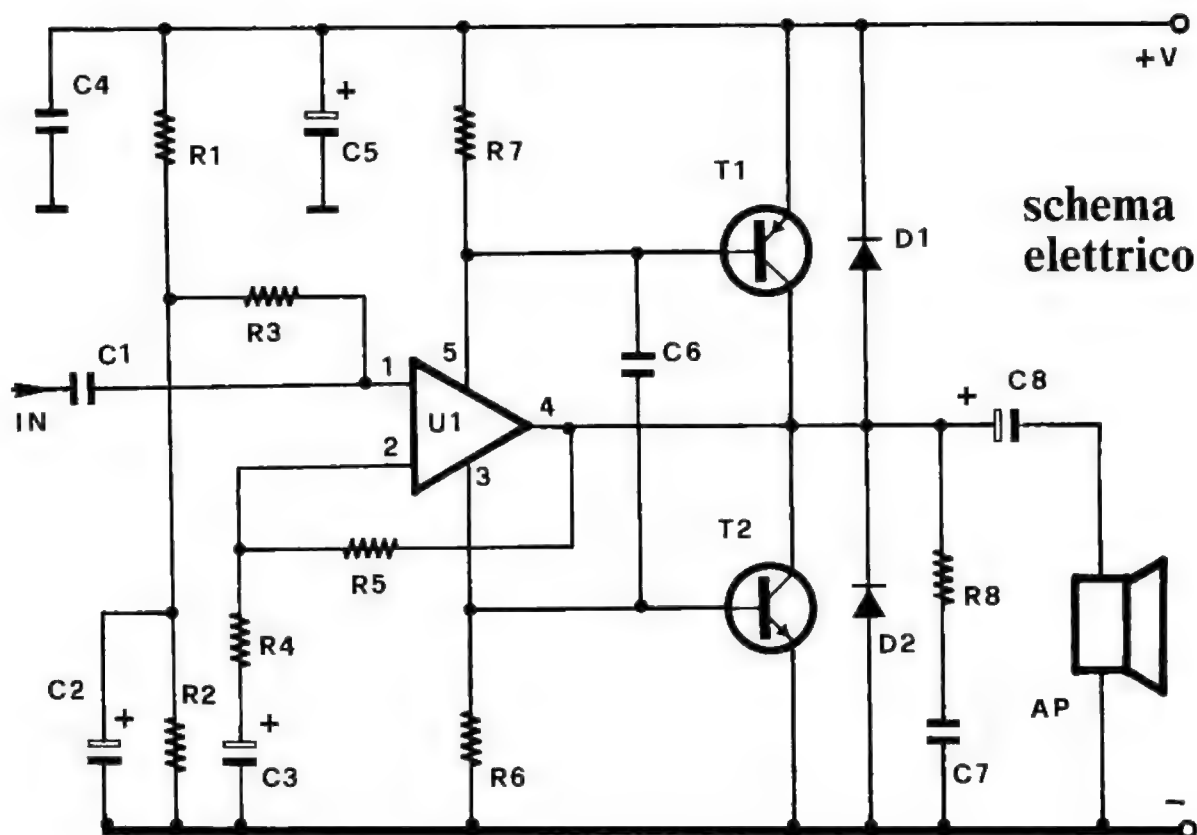 +V
C4
R1
C5
R7
T1
schema
elettrico
D1
R3
C1
IN
1
5
U1
4
2
3
C6
+
C8
+
T2
R5
R8
D2
R4
C2
+
R2
+
C3
R6
C7
AP
-